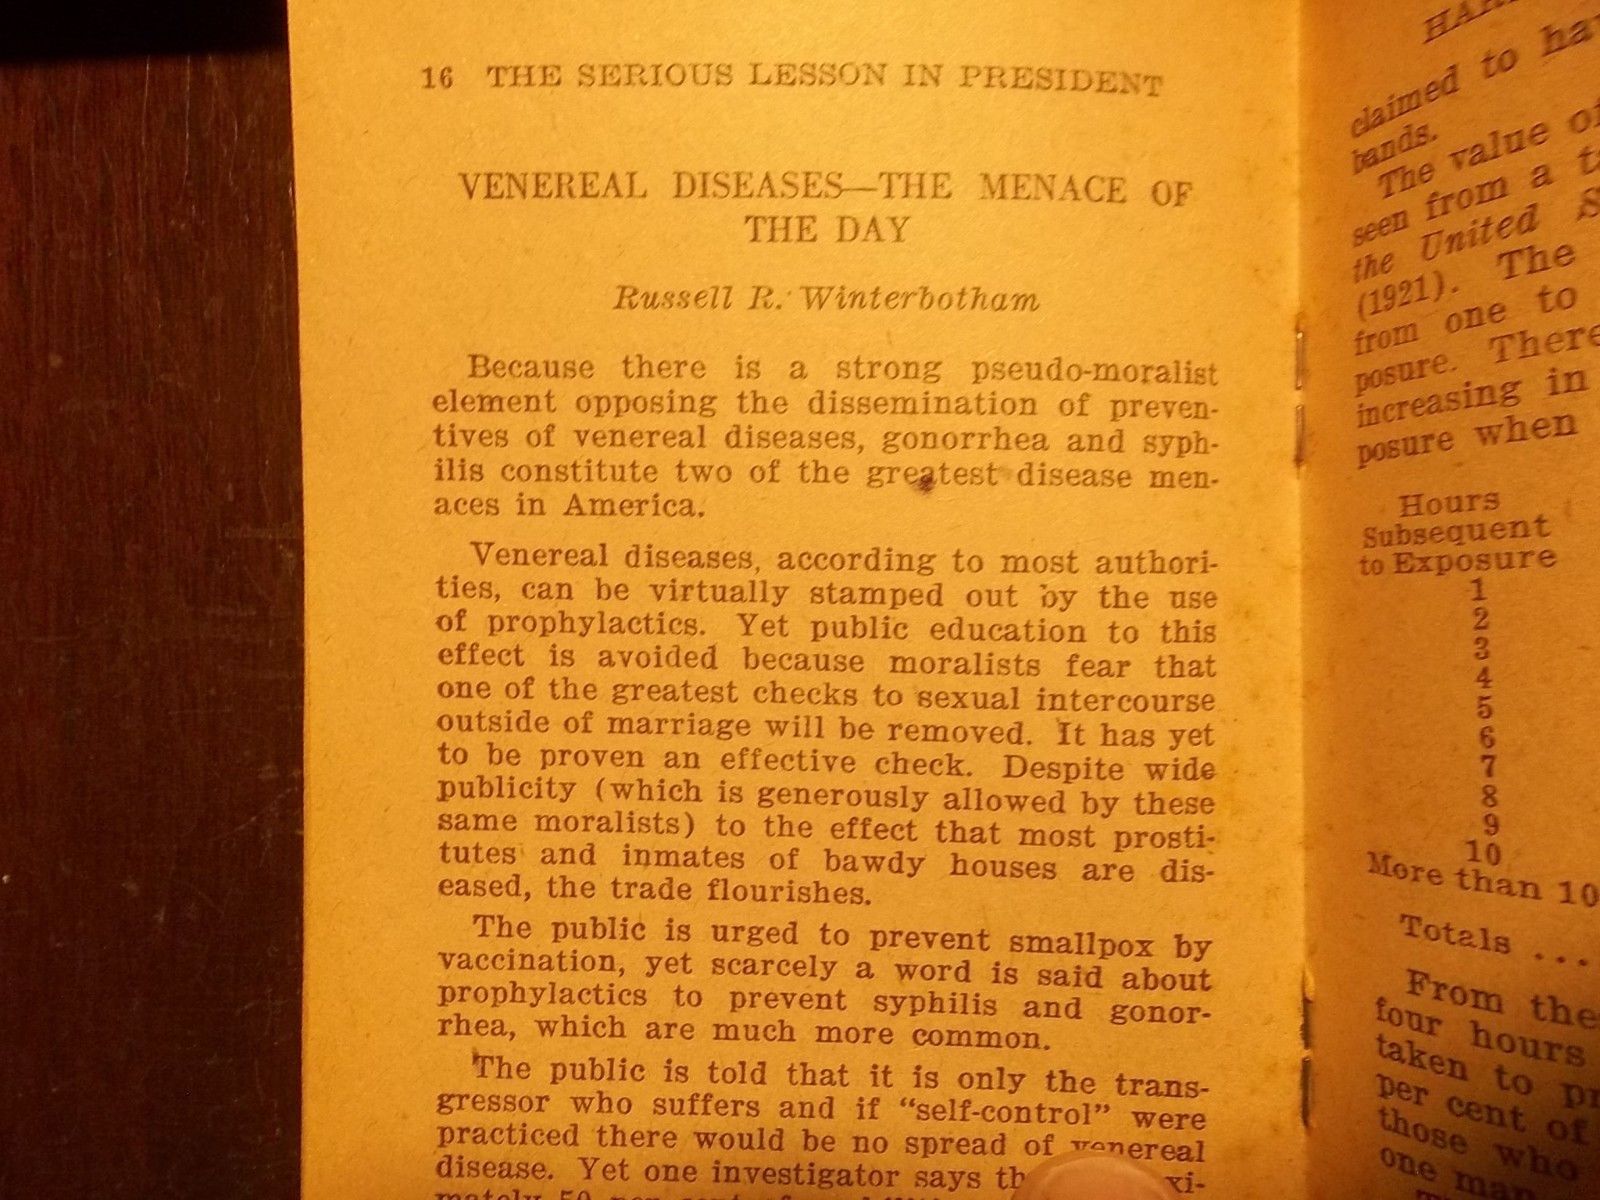 16 THE SERIOUS LESSON IN PRESIDENT
VENEREAL DISEASES—THE MENACE OF
THE DAY
Russell R. Winterbotham
Because there is a strong pseudo-moralist
element opposing the dissemination of preven-
tives of venereal diseases, gonorrhea and syph-
ilis constitute two of the greatest disease men-
aces in America.
Venereal diseases, according to most authori-
ties, can be virtually stamped out by the use
of prophylactics. Yet public education to this
effect is avoided because moralists fear that
one of the greatest checks to sexual intercourse
outside of marriage will be removed. It has yet
to be proven an effective check. Despite wide
publicity (which is generously allowed by these
same moralists) to the effect that most prosti-
tutes and inmates of bawdy houses are dis-
eased, the trade flourishes.
The public is urged to prevent smallpox by
vaccination, yet scarcely a word is said about
prophylactics to prevent syphilis and gonor-
rhea, which are much more common.
The public is told that it is only the trans-
gressor who suffers and if "self-control" were
practiced there would be no spread of venereal
disease. Yet one investigator says
claimed to
bands.
The value of
seen from a
the United
(1921). The
from one to
posure. There
increasing in
posure when
Hours
Subsequent
to Exposure
1
2
3
4
5
6
7
8
9
10
More than 10
Totals ...
From the
four hours
taken to
per cent of
those who
one